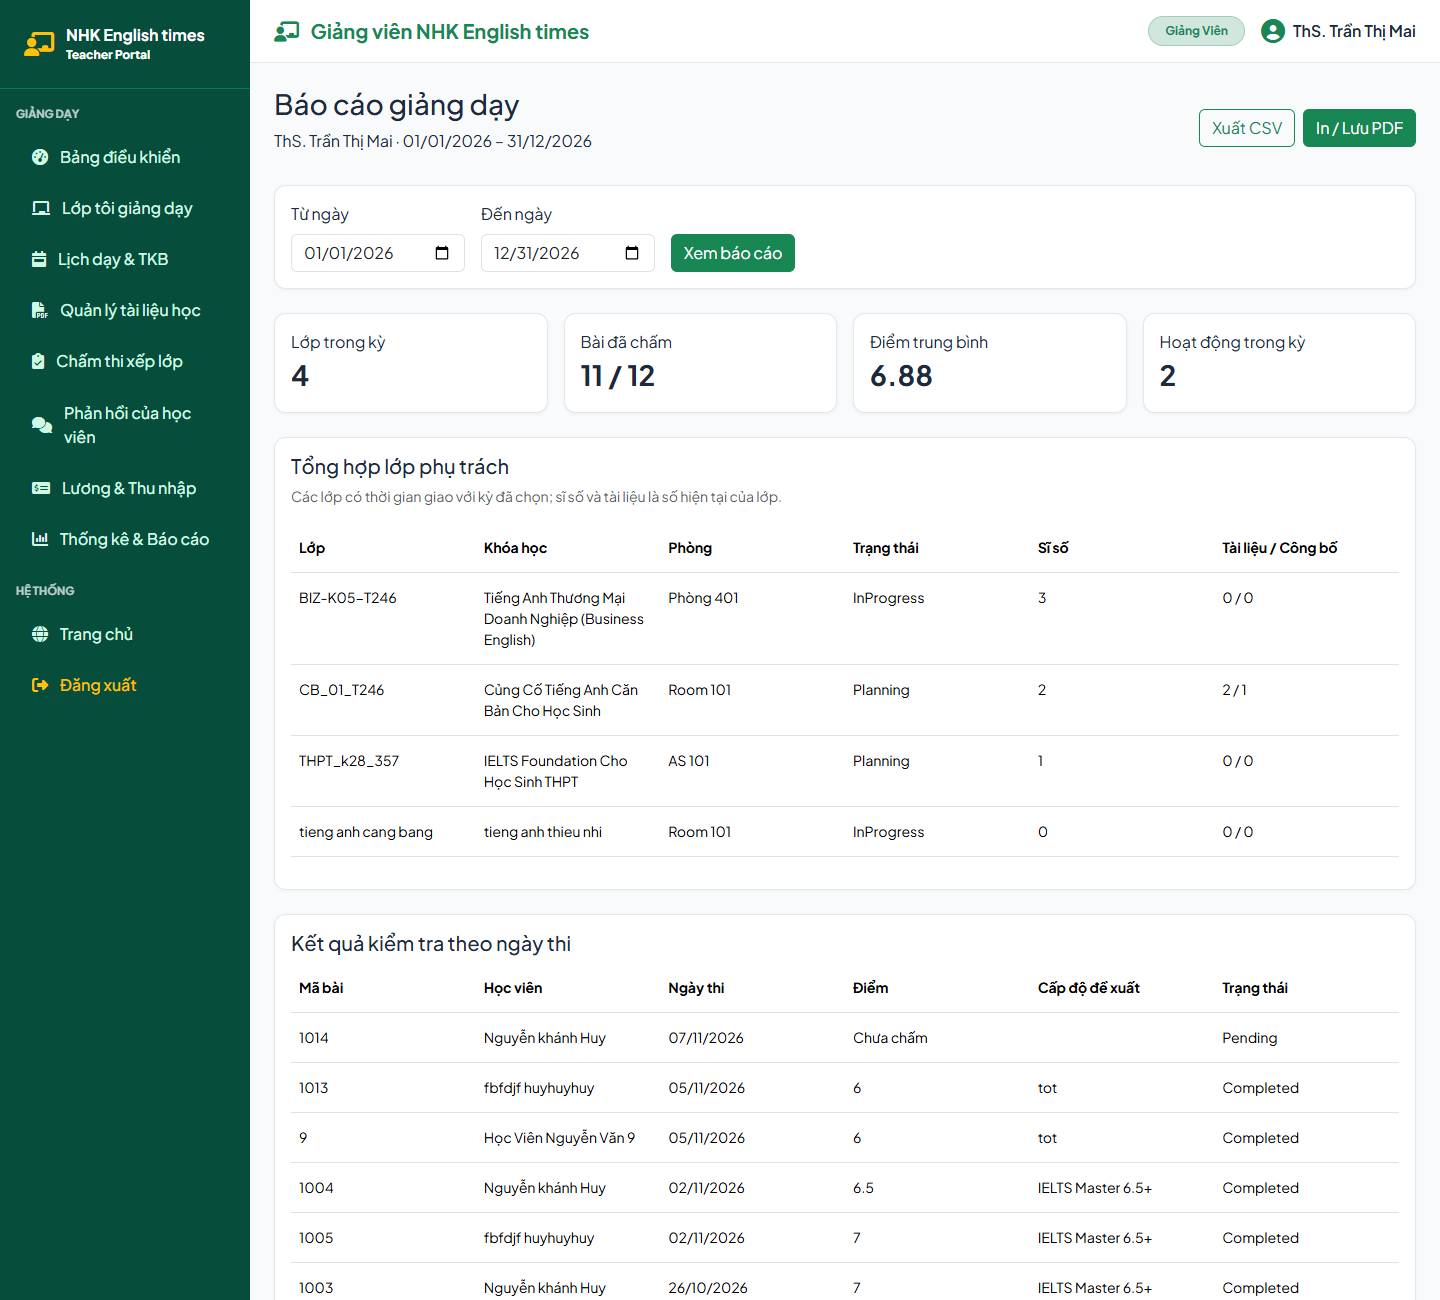 NHK English times
Teacher Portal
GIẢNG DẠY
Bảng điều khiển
Lớp tôi giảng dạy
Lịch dạy & TKB
Quản lý tài liệu học
Chấm thi xếp lớp
Phản hồi của học
viên
Lương & Thu nhập
Thống kê & Báo cáo
HỆ THỐNG
Trang chủ
Đăng xuất
Giảng viên NHK English times
Giảng Viên
ThS. Trần Thị Mai
Báo cáo giảng dạy
ThS. Trần Thị Mai · 01/01/2026 – 31/12/2026
Xuất CSV
In / Lưu PDF
Từ ngày
Đến ngày
01/01/2026
12/31/2026
Xem báo cáo
Lớp trong kỳ
4
Bài đã chấm
11 / 12
Điểm trung bình
6.88
Hoạt động trong kỳ
2
Tổng hợp lớp phụ trách
Các lớp có thời gian giao với kỳ đã chọn; sĩ số và tài liệu là số hiện tại của lớp.
Lớp Khóa học Phòng Trạng thái Sĩ số Tài liệu / Công bố
BIZ-K05-T246 Tiếng Anh Thương Mại Phòng 401 InProgress 3 0 / 0
Doanh Nghiệp (Business
English)
CB_01_T246 Củng Cố Tiếng Anh Căn Room 101 Planning 2 2 / 1
Bản Cho Học Sinh
THPT_k28_357 IELTS Foundation Cho AS 101 Planning 1 0 / 0
Học Sinh THPT
tieng anh cang bang tieng anh thieu nhi Room 101 InProgress 0 0 / 0
Kết quả kiểm tra theo ngày thi
Mã bài Học viên Ngày thi Điểm Cấp độ đề xuất Trạng thái
1014 Nguyễn khánh Huy 07/11/2026 Chưa chấm Pending
1013 fbfdjf huyhuyhuy 05/11/2026 6 tot Completed
9 Học Viên Nguyễn Văn 9 05/11/2026 6 tot Completed
1004 Nguyễn khánh Huy 02/11/2026 6.5 IELTS Master 6.5+ Completed
1005 fbfdjf huyhuyhuy 02/11/2026 7 IELTS Master 6.5+ Completed
1003 Nguyễn khánh Huy 26/10/2026 7 IELTS Master 6.5+ Completed